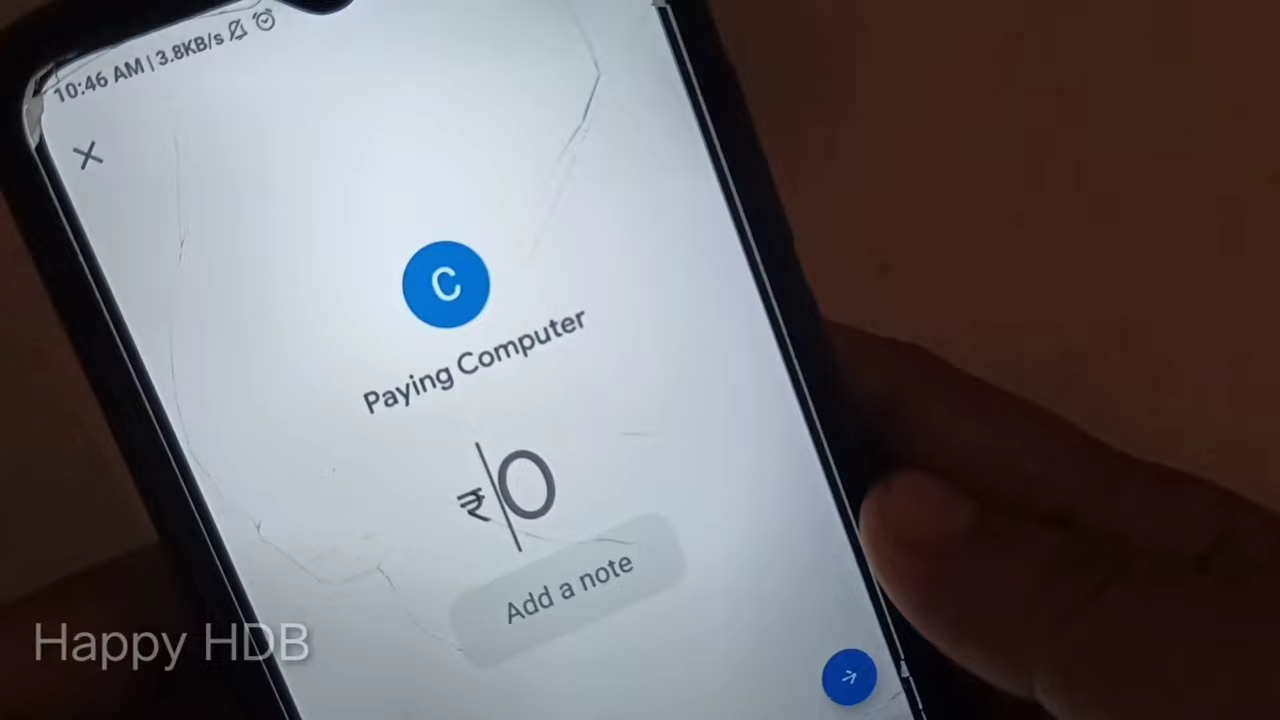 10:46 AM | 3.8KB/s
C
Paying Computer
₹0
Add a note
Happy HDB